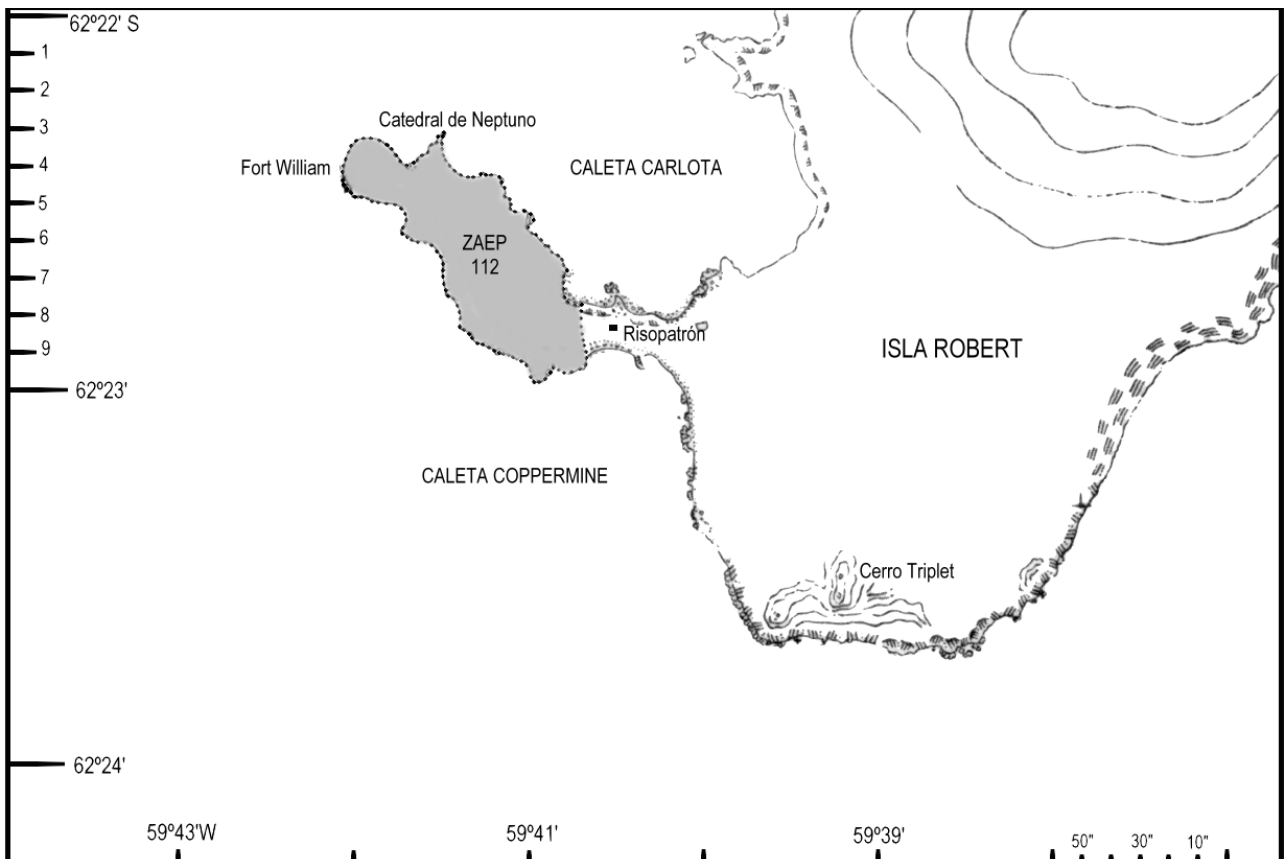 62º22' S
1
2
3
Catedral de Neptuno
4
Fort William
CALETA CARLOTA
5
6
ZAEP
112
7
8
Risopatrón
9
ISLA ROBERT
62º23'
CALETA COPPERMINE
Cerro Triplet
62º24'
59º43'W
59º41'
59º39'
50"
30"
10"